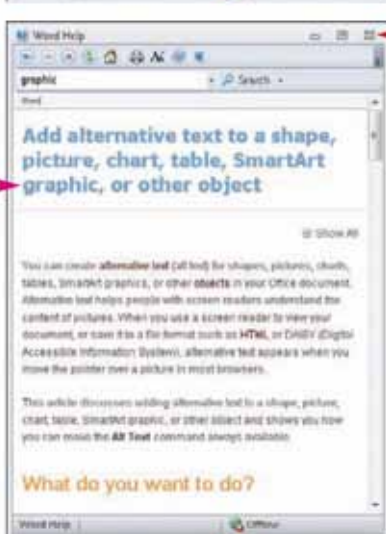 Word Help
graphic
Search
Word
Add alternative text to a shape,
picture, chart, table, SmartArt
graphic, or other object
Show All
You can create alternative text (alt text) for shapes, pictures, charts,
tables, SmartArt graphics, or other objects in your Office document.
Alternative text helps people with screen readers understand the
content of pictures. When you use a screen reader to view your
document, or save it to a file format such as HTML, or DAISY (Digital
Accessible Information System), alternative text appears when you
move the pointer over a picture in most browsers.
This article discusses adding alternative text to a shape, picture,
chart, table, SmartArt graphic, or other object and shows you how
you can make the Alt Text command always available.
What do you want to do?
Word Help
Offline